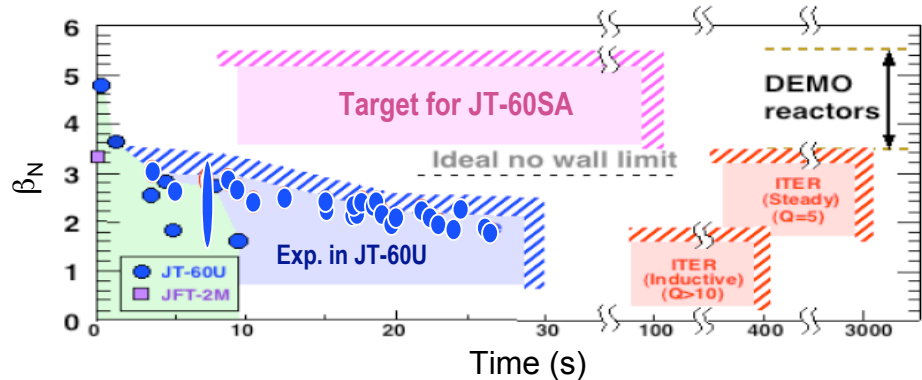 6
5
4
3
2
1
0
βN
Target for JT-60SA
DEMO
reactors
Ideal no wall limit
ITER
(Steady)
(Q=5)
Exp. in JT-60U
ITER
(Inductive)
(Q>10)
JT-60U
JFT-2M
0
10
20
30
100
400
3000
Time (s)